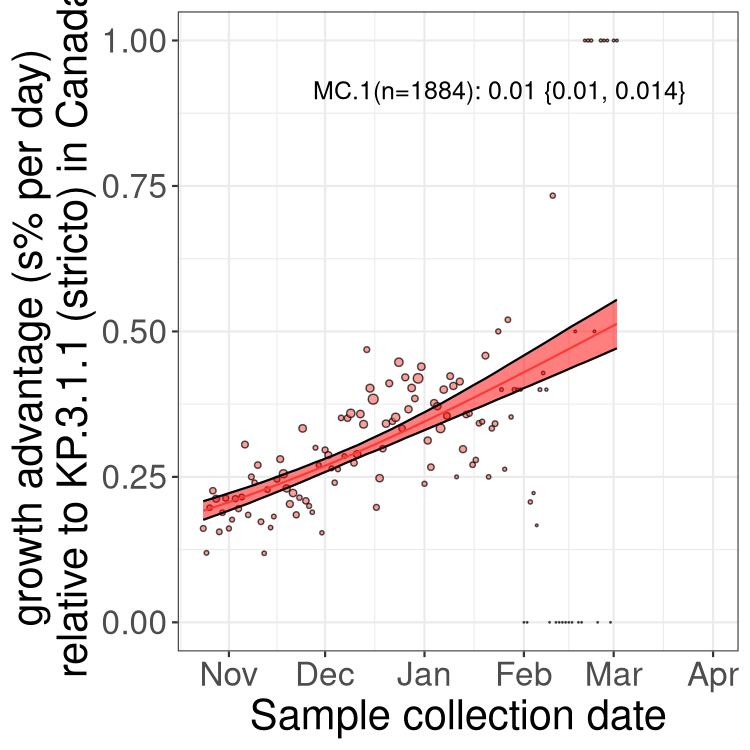 growth advantage (s% per day)
relative to KP.3.1.1 (stricto) in Canada
1.00
0.75
0.50
0.25
0.00
MC.1(n=1884): 0.01 {0.01, 0.014}
Nov Dec Jan Feb Mar Apr
Sample collection date